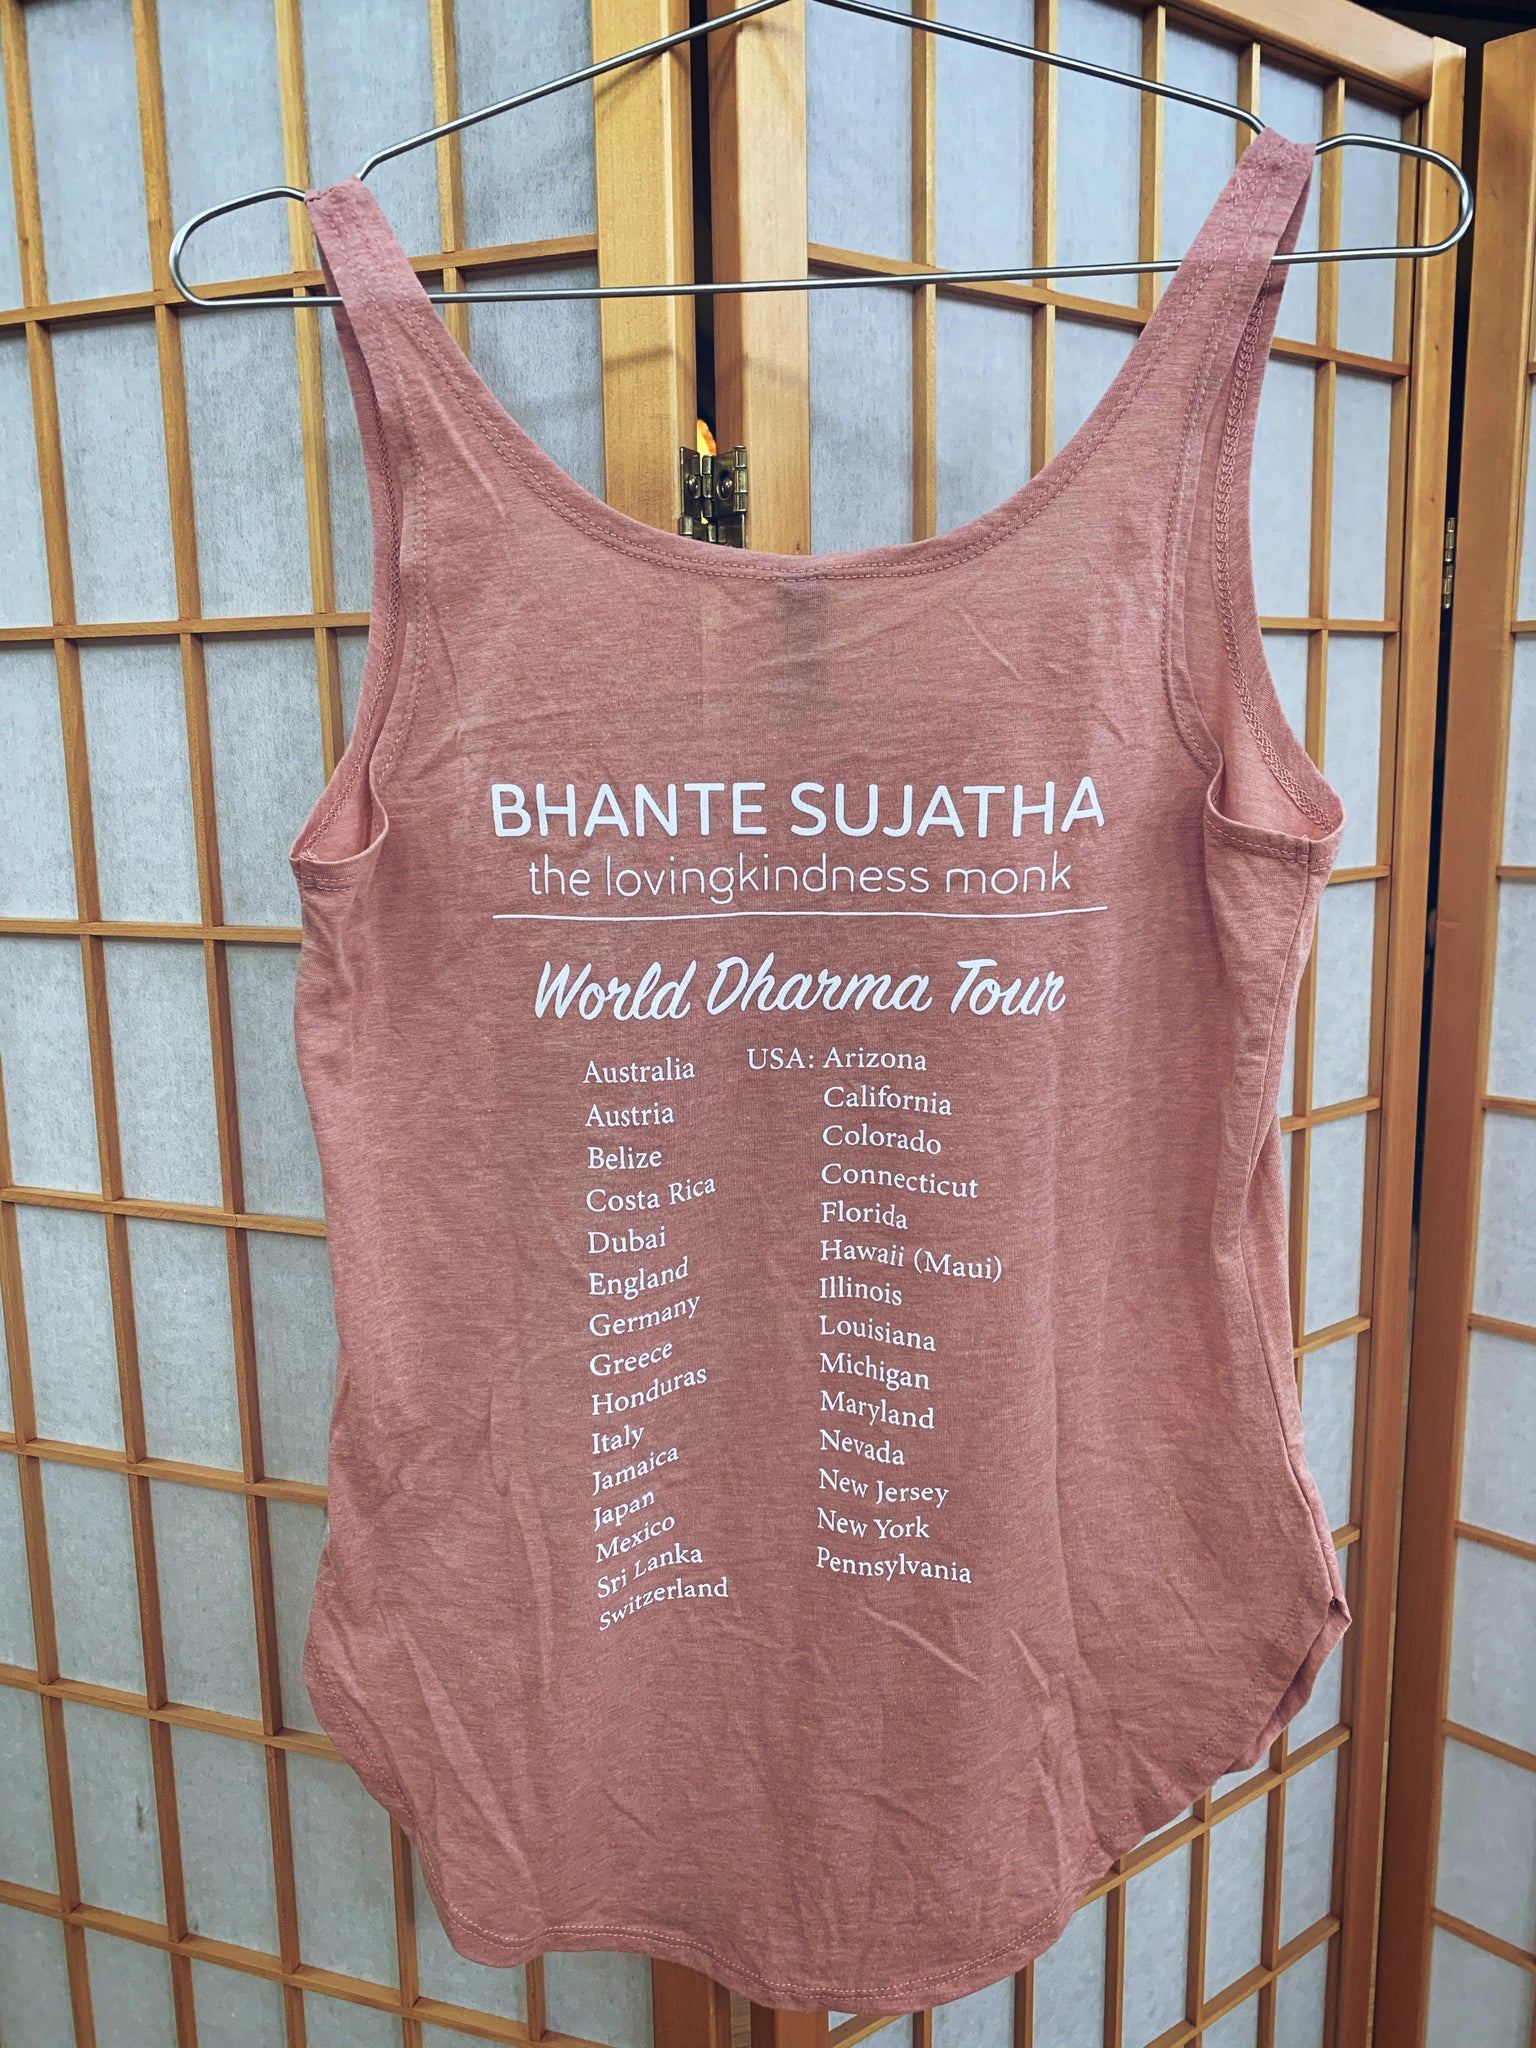 BHANTE SUJATHA
the lovingkindness monk
World Dharma Tour
Australia
Austria
Belize
Costa Rica
Dubai
England
Germany
Greece
Honduras
Italy
Jamaica
Japan
Mexico
Sri Lanka
Switzerland
USA: Arizona
California
Colorado
Connecticut
Florida
Hawaii (Maui)
Illinois
Louisiana
Michigan
Maryland
Nevada
New Jersey
New York
Pennsylvania